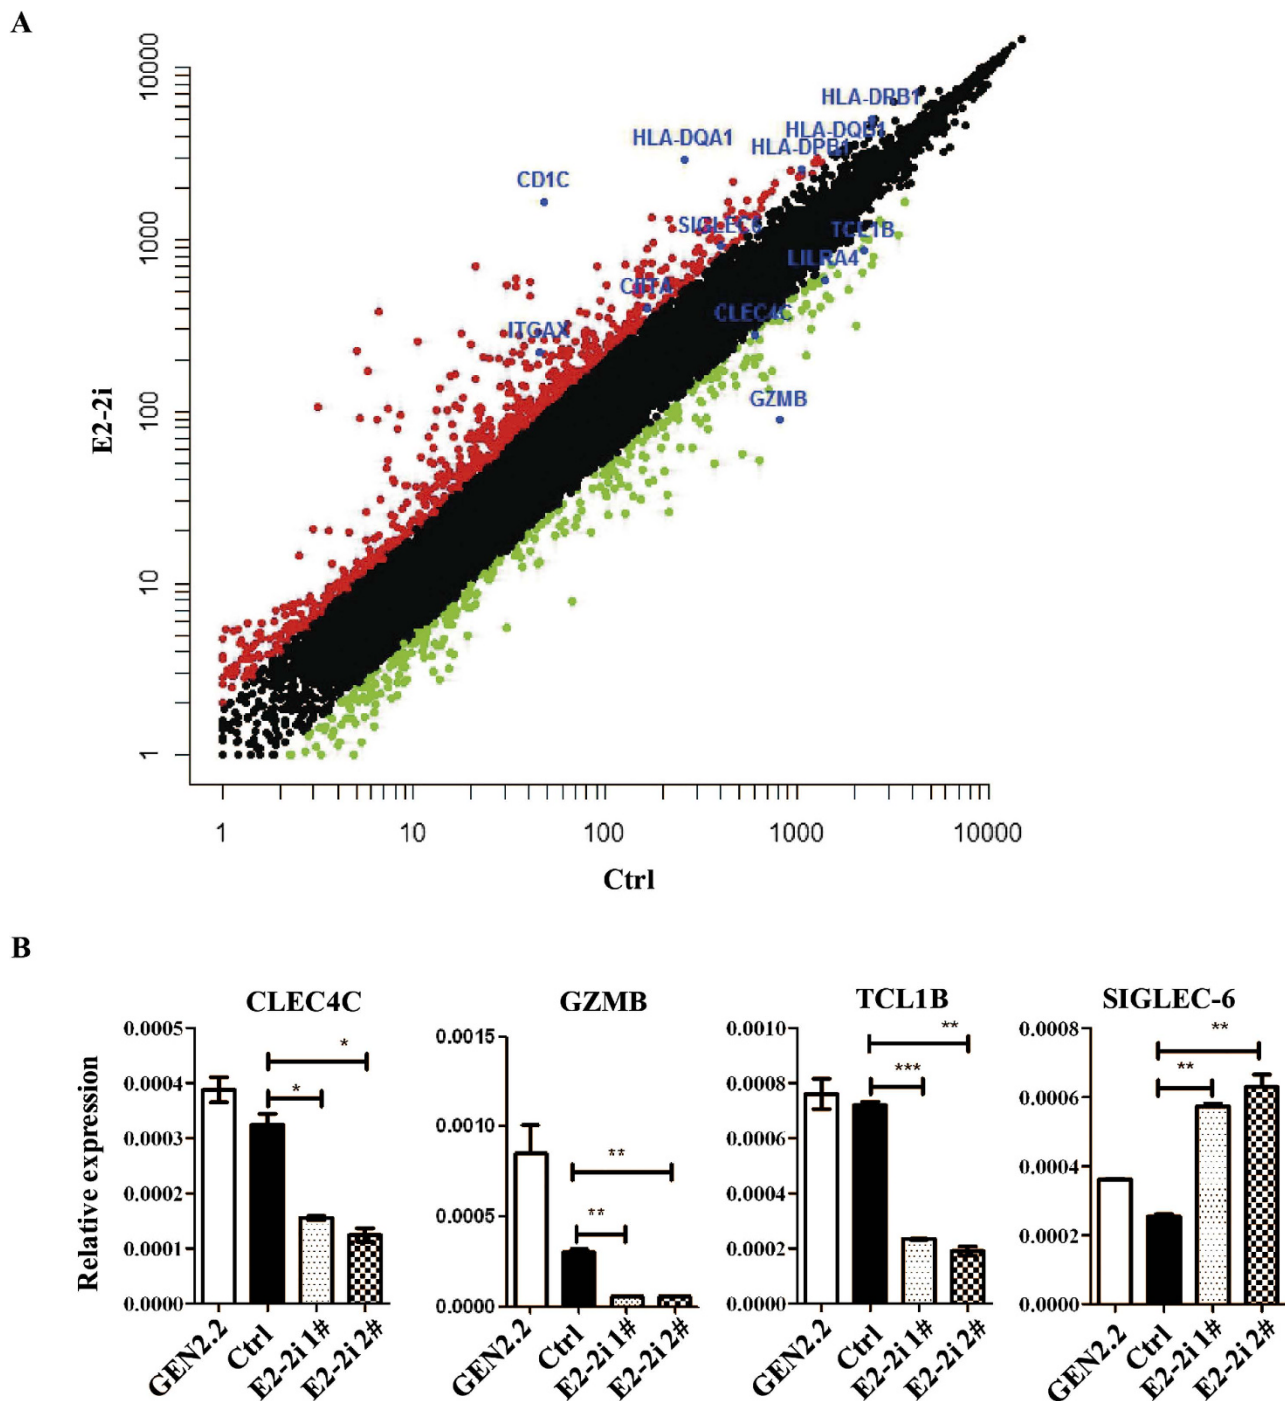 A
10000
1000
100
10
1
E2-2i
HLA-DRB1
HLA-DQB1
HLA-DPB1
HLA-DQA1
CD1C
SIGLEC6
TCL1B
LILRA4
CIITA
CLEC4C
ITGAX
GZMB
1 10 100 1000 10000
Ctrl
B
Relative expression
CLEC4C
0.0005
0.0004
0.0003
0.0002
0.0001
0.0000
*
*
GEN2.2 Ctrl E2-2i 1# E2-2i 2#
GZMB
0.0015
0.0010
0.0005
0.0000
**
**
GEN2.2 Ctrl E2-2i 1# E2-2i 2#
TCL1B
0.0010
0.0008
0.0006
0.0004
0.0002
0.0000
**
***
GEN2.2 Ctrl E2-2i 1# E2-2i 2#
SIGLEC-6
0.0008
0.0006
0.0004
0.0002
0.0000
**
**
GEN2.2 Ctrl E2-2i 1# E2-2i 2#